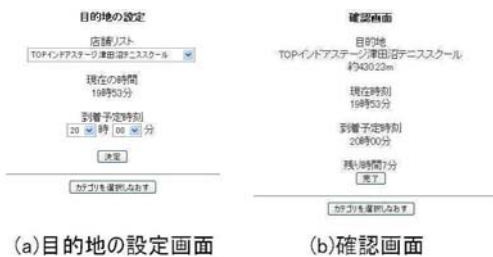 目的地の設定
店舗リスト
TOPインドアステージ津田沼テニススクール
現在の時間
19時53分
到着予定時刻
20 時 00 分
決定
カテゴリを選択しなおす
(a)目的地の設定画面
確認画面
目的地
TOPインドアステージ津田沼テニススクール
約430.23m
現在時刻
19時53分
到着予定時刻
20時00分
残り時間7分
完了
カテゴリを選択しなおす
(b)確認画面